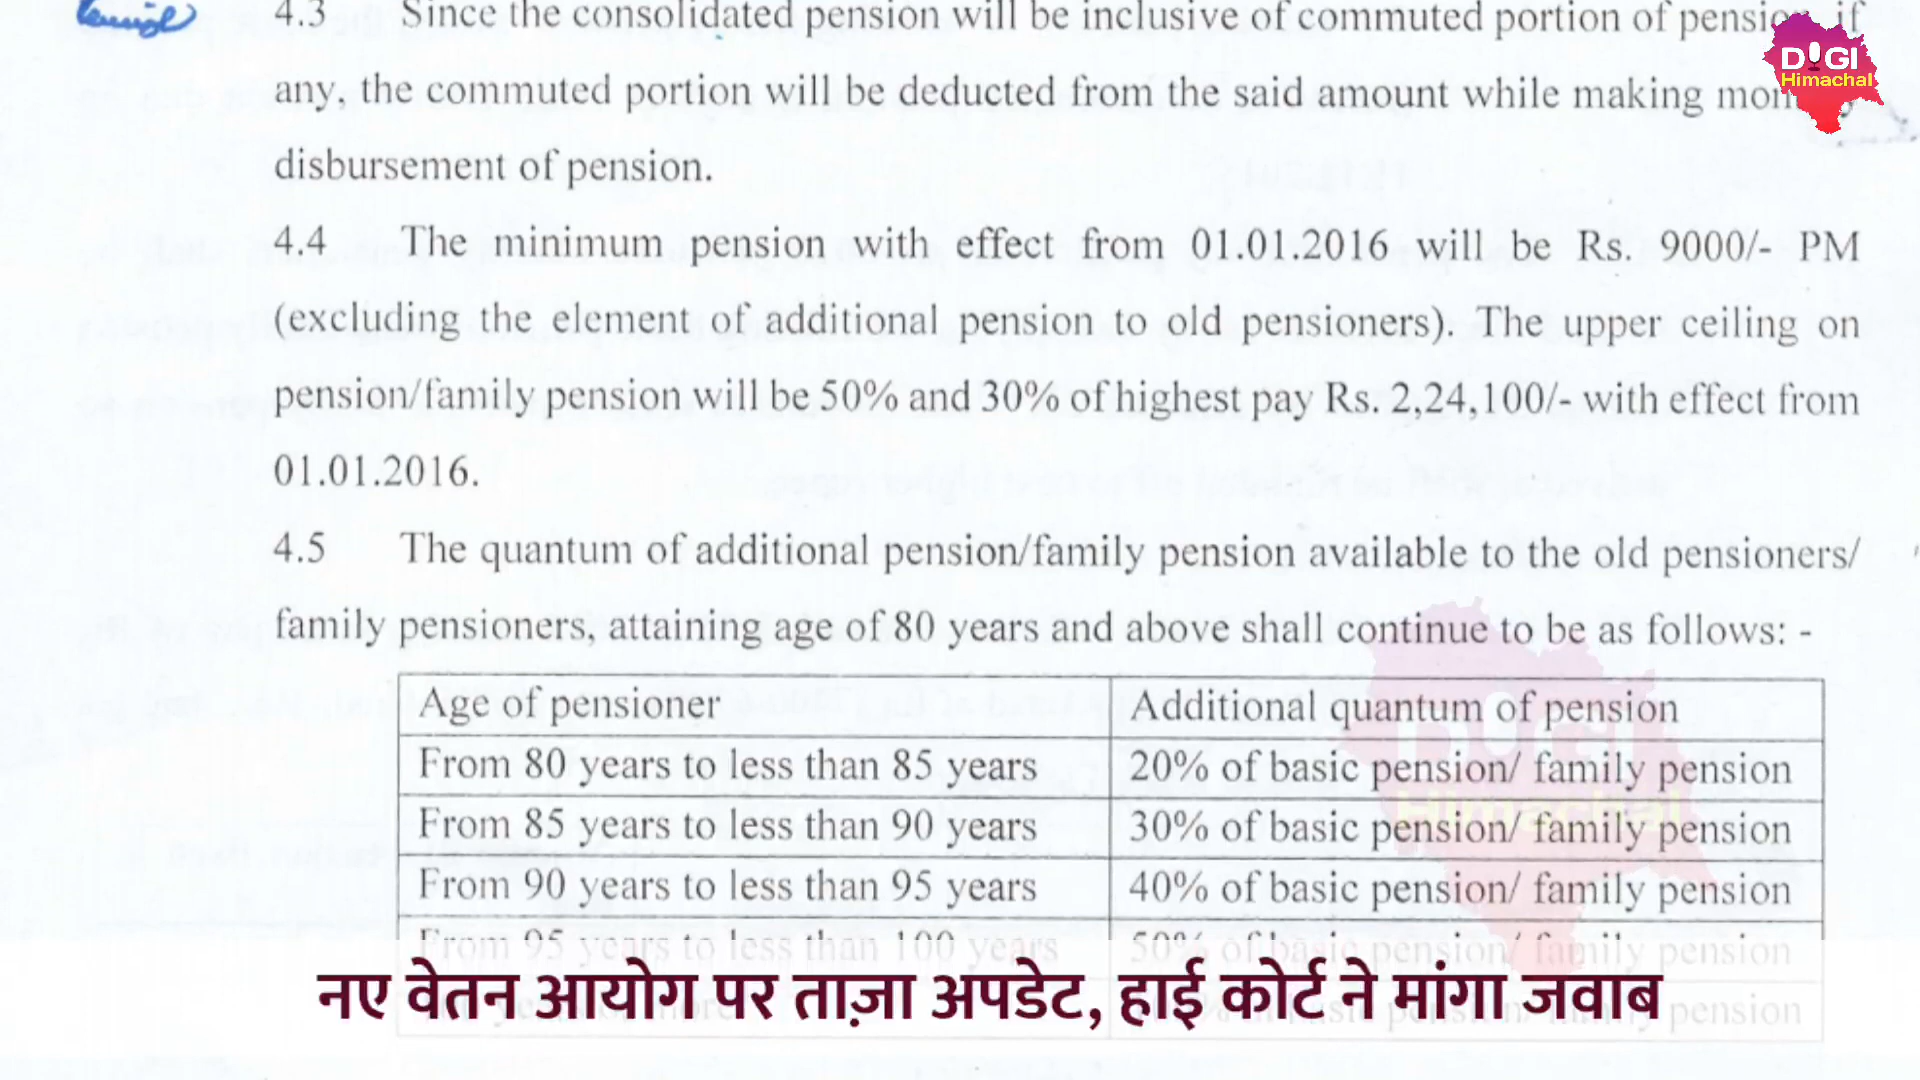 4.3 Since the consolidated pension will be inclusive of commuted portion of pension if
any, the commuted portion will be deducted from the said amount while making
disbursement of pension.
4.4 The minimum pension with effect from 01.01.2016 will be Rs. 9000/- PM
(excluding the element of additional pension to old pensioners). The upper ceiling on
pension/family pension will be 50% and 30% of highest pay Rs. 2,24,100/- with effect from
01.01.2016.
4.5 The quantum of additional pension/family pension available to the old pensioners/
family pensioners, attaining age of 80 years and above shall continue to be as follows: -
Age of pensioner Additional quantum of pension
From 80 years to less than 85 years 20% of basic pension/ family pension
From 85 years to less than 90 years 30% of basic pension/ family pension
From 90 years to less than 95 years 40% of basic pension/ family pension
From 95 years to less than 100 years 50% of basic pension/ family pension
basic pension/ family pension
नए वेतन आयोग पर ताज़ा अपडेट, हाई कोर्ट ने मांगा जवाब
DIGI
Himachal
DIGI
Himachal